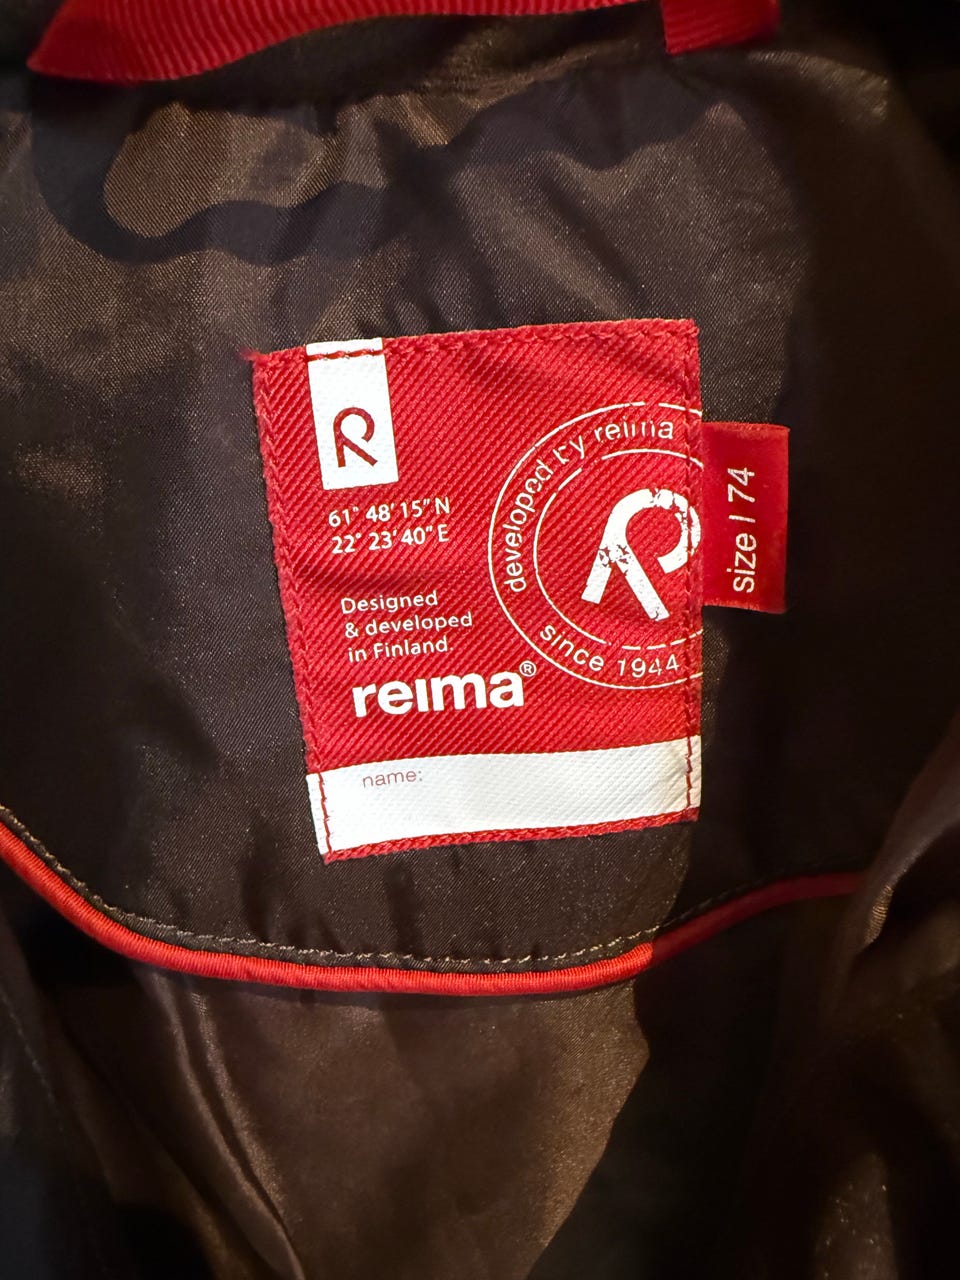 61° 48' 15" N
22° 23' 40" E
Designed
& developed
in Finland
reima®
name:
developed by reima
since 1944
size | 74